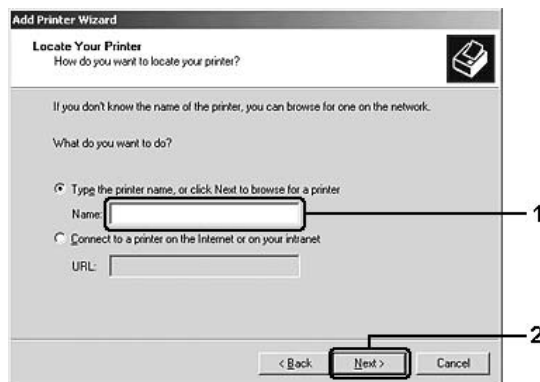 Add Printer Wizard
Locate Your Printer
How do you want to locate your printer?
If you don't know the name of the printer, you can browse for one on the network.
What do you want to do?
Type the printer name, or click Next to browse for a printer
Name:
1
Connect to a printer on the Internet or on your intranet
URL:
2
< Back Next > Cancel